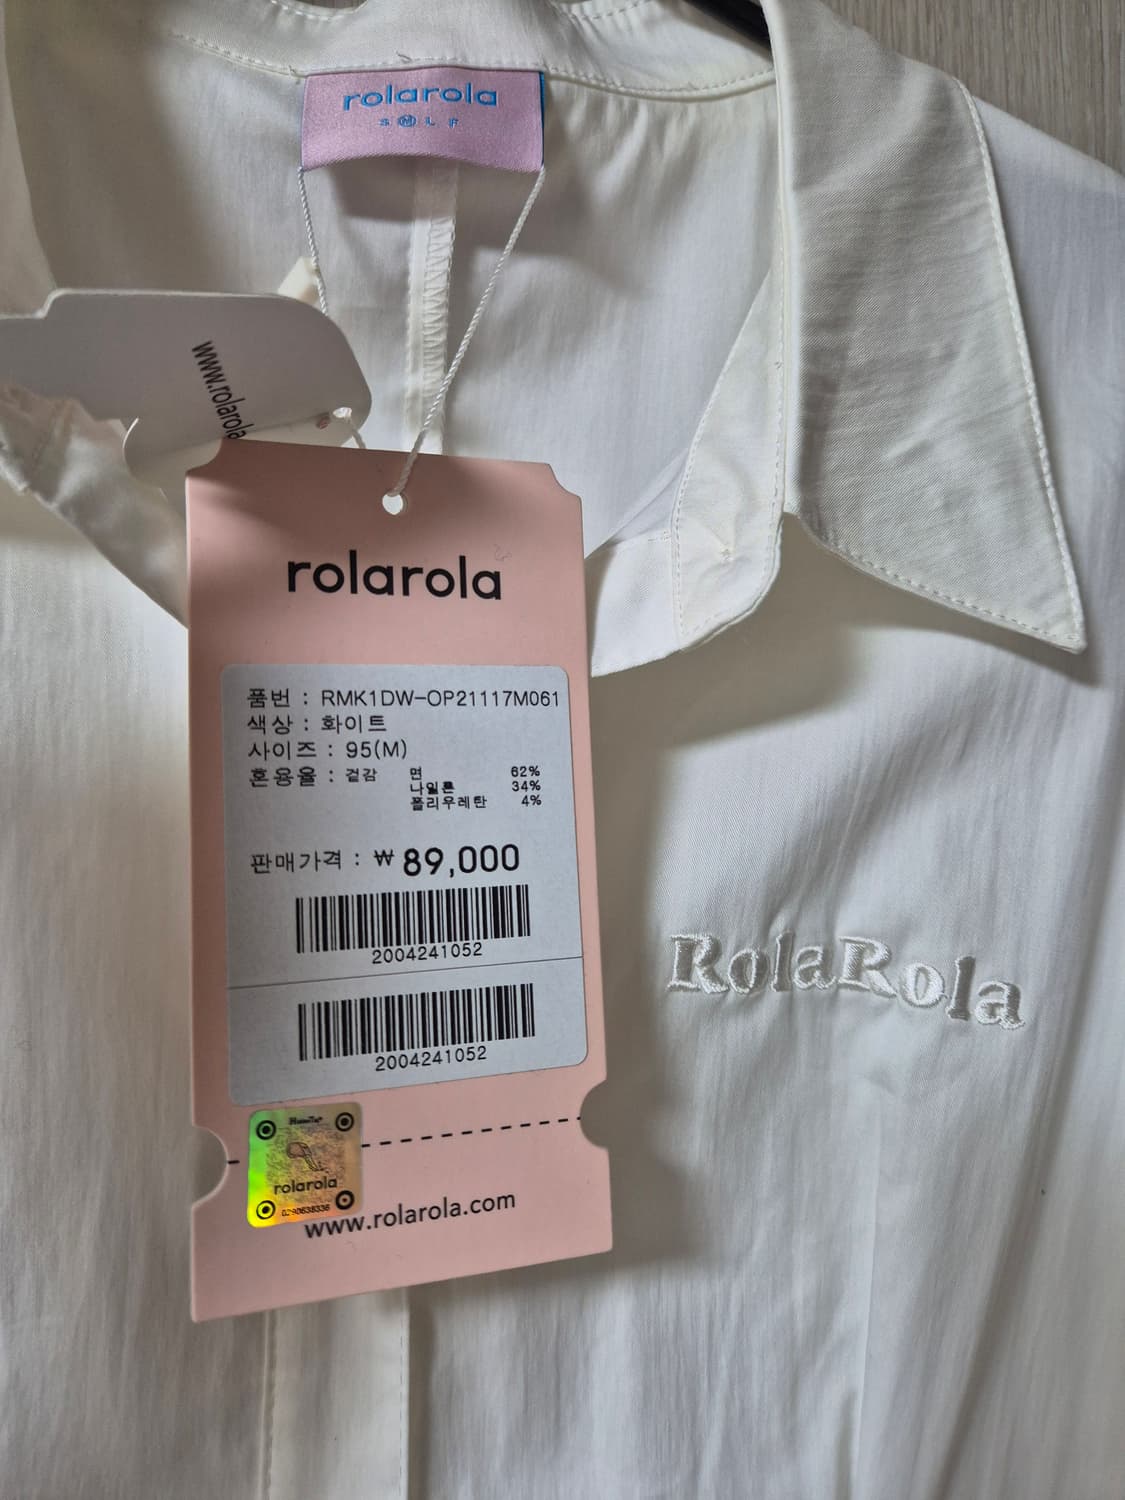 rolarola
S M L F
www.rolarola
rolarola
품번 : RMK1DW-OP21117M061
색상 : 화이트
사이즈 : 95(M)
혼용율 : 겉감 면 62%
나일론 34%
폴리우레탄 4%
판매가격 : ₩ 89,000
2004241052
2004241052
RolaRola
rolarola
www.rolarola.com